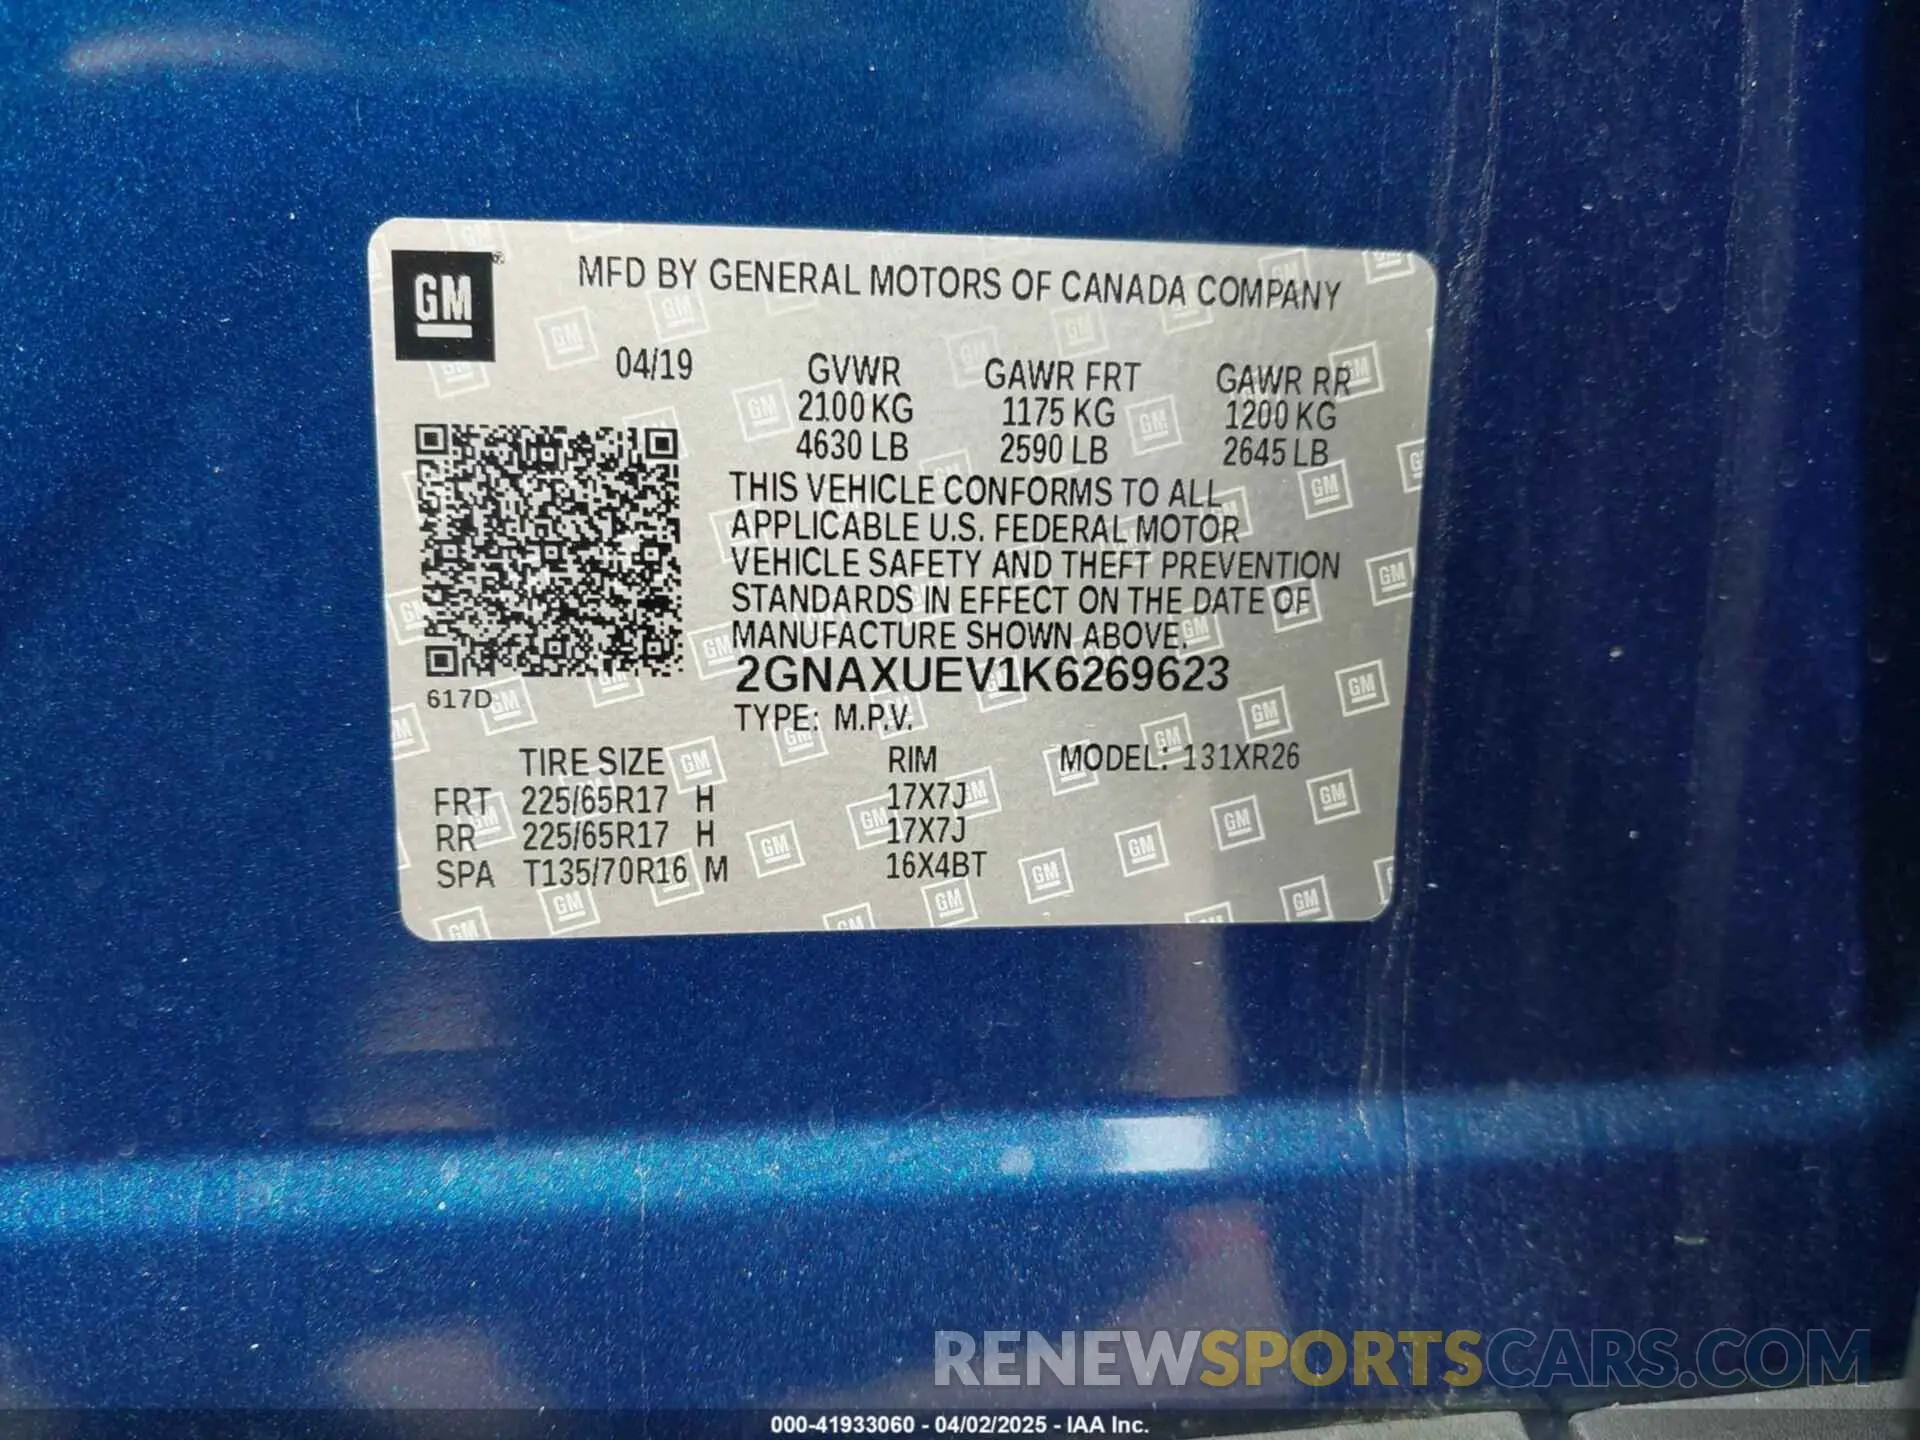 GM
MFD BY GENERAL MOTORS OF CANADA COMPANY
04/19
GVWR GAWR FRT GAWR RR
2100 KG 1175 KG 1200 KG
4630 LB 2590 LB 2645 LB
THIS VEHICLE CONFORMS TO ALL
APPLICABLE U.S. FEDERAL MOTOR
VEHICLE SAFETY AND THEFT PREVENTION
STANDARDS IN EFFECT ON THE DATE OF
MANUFACTURE SHOWN ABOVE.
2GNAXUEV1K6269623
617D
TYPE: M.P.V.
TIRE SIZE RIM MODEL: 131XR26
FRT 225/65R17 H 17X7J
RR 225/65R17 H 17X7J
SPA T135/70R16 M 16X4BT
RENEWSPORTSCARS.COM
000-41933060 - 04/02/2025 - IAA Inc.